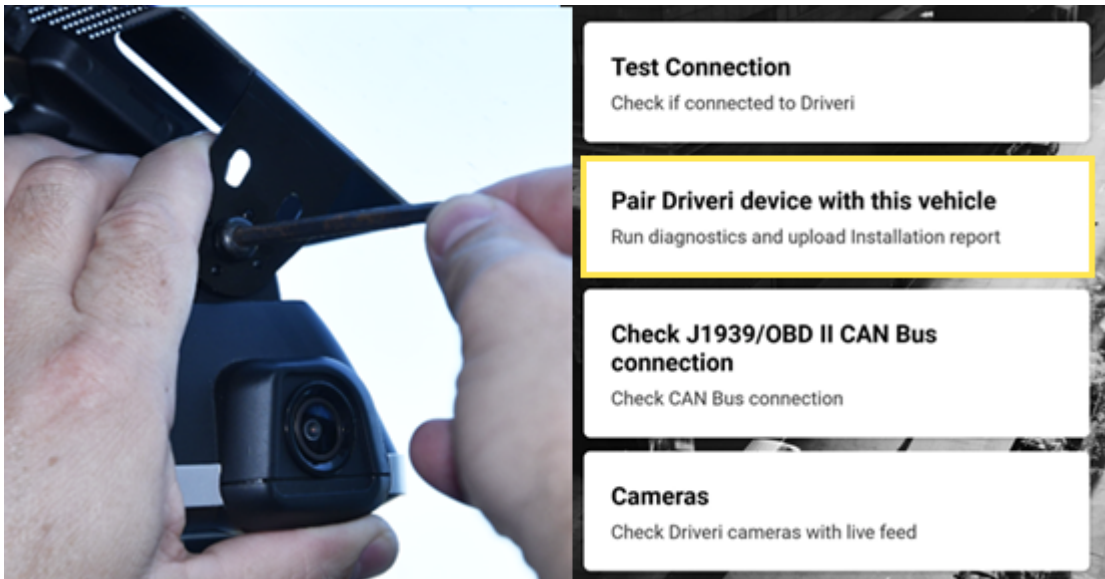 Test Connection
Check if connected to Driveri
Pair Driveri device with this vehicle
Run diagnostics and upload Installation report
Check J1939/OBD II CAN Bus
connection
Check CAN Bus connection
Cameras
Check Driveri cameras with live feed